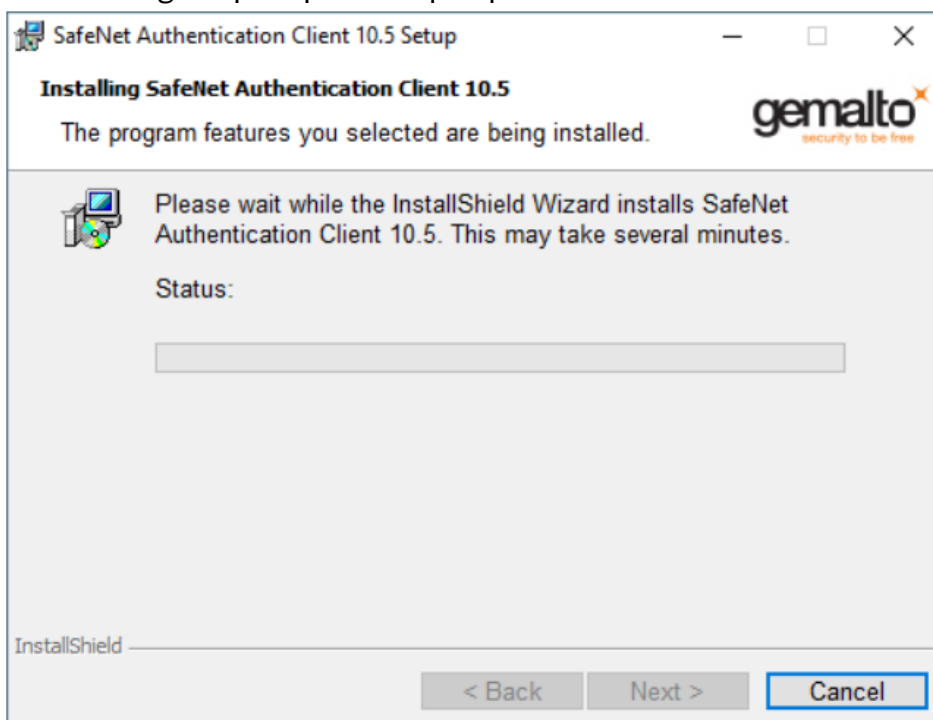 SafeNet Authentication Client 10.5 Setup
Installing SafeNet Authentication Client 10.5
The program features you selected are being installed.
gemalto
security to be free
Please wait while the InstallShield Wizard installs SafeNet
Authentication Client 10.5. This may take several minutes.
Status:
InstallShield
< Back
Next >
Cancel